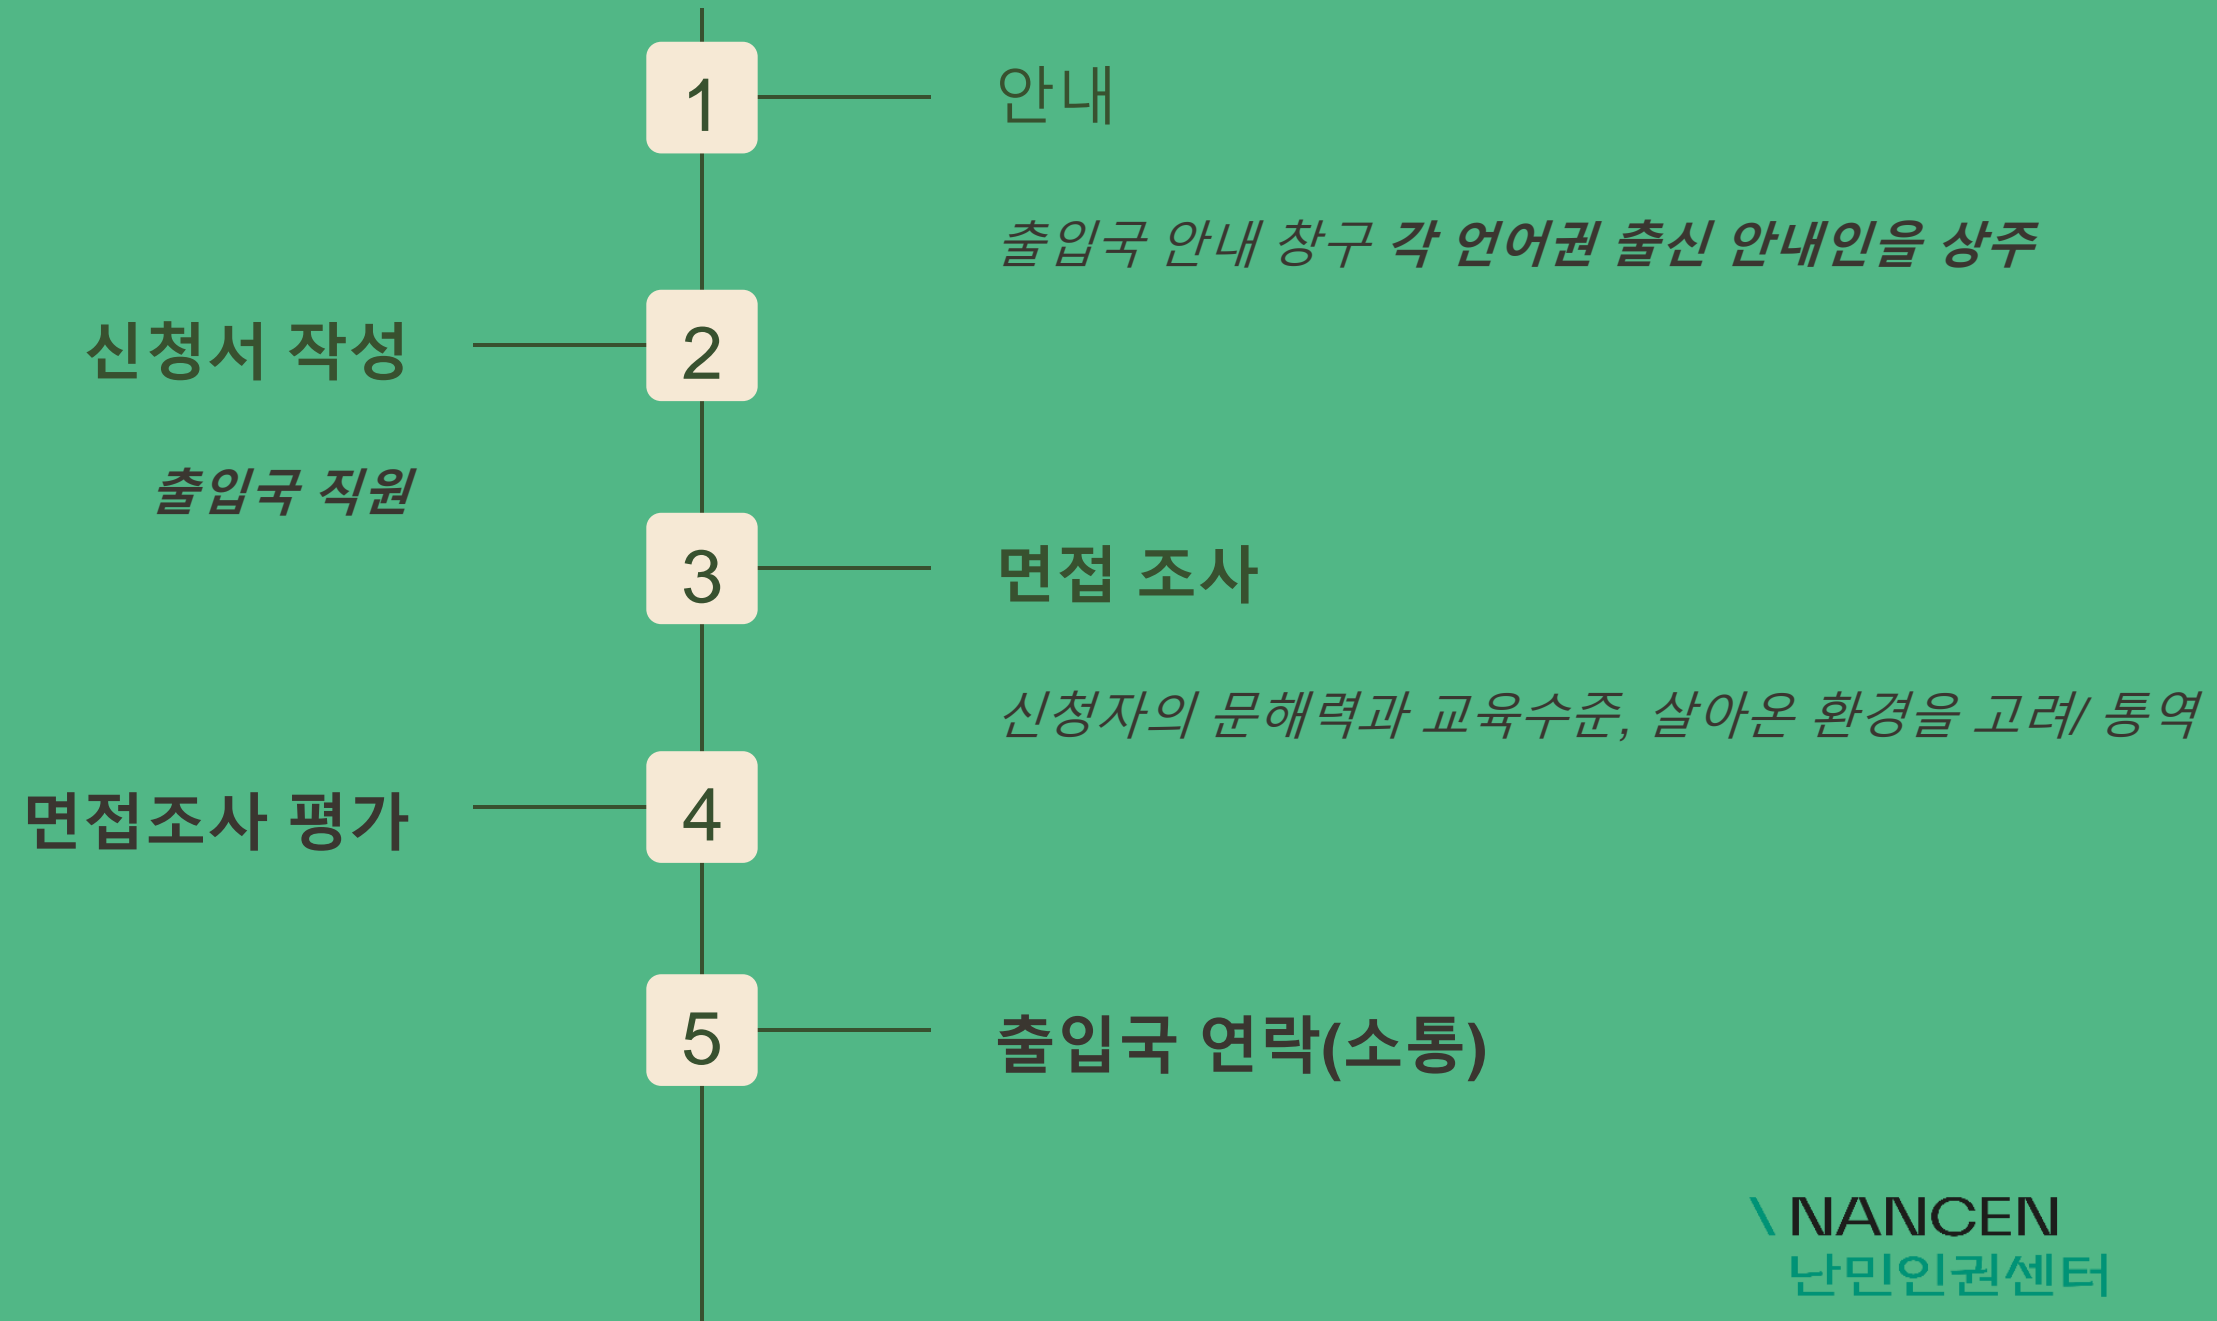 1
안내
출입국 안내 창구 각 언어권 출신 안내인을 상주
2
신청서 작성
출입국 직원
3
면접 조사
신청자의 문해력과 교육수준, 살아온 환경을 고려/ 통역
4
면접조사 평가
5
출입국 연락(소통)
\ NANCEN
난민인권센터